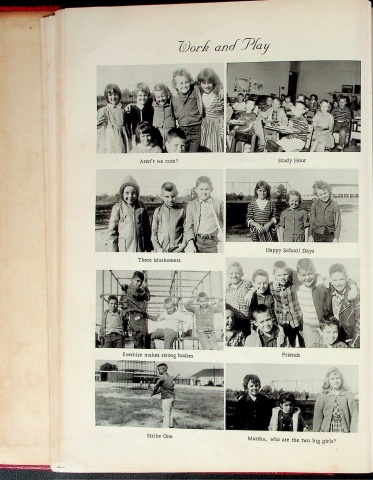 Work and Play
Aren't we cute?
Study Hour
Three Musketeers
Happy School Days
Exercise makes strong bodies
Friends
Strike One
Martha, who are the two big girls?